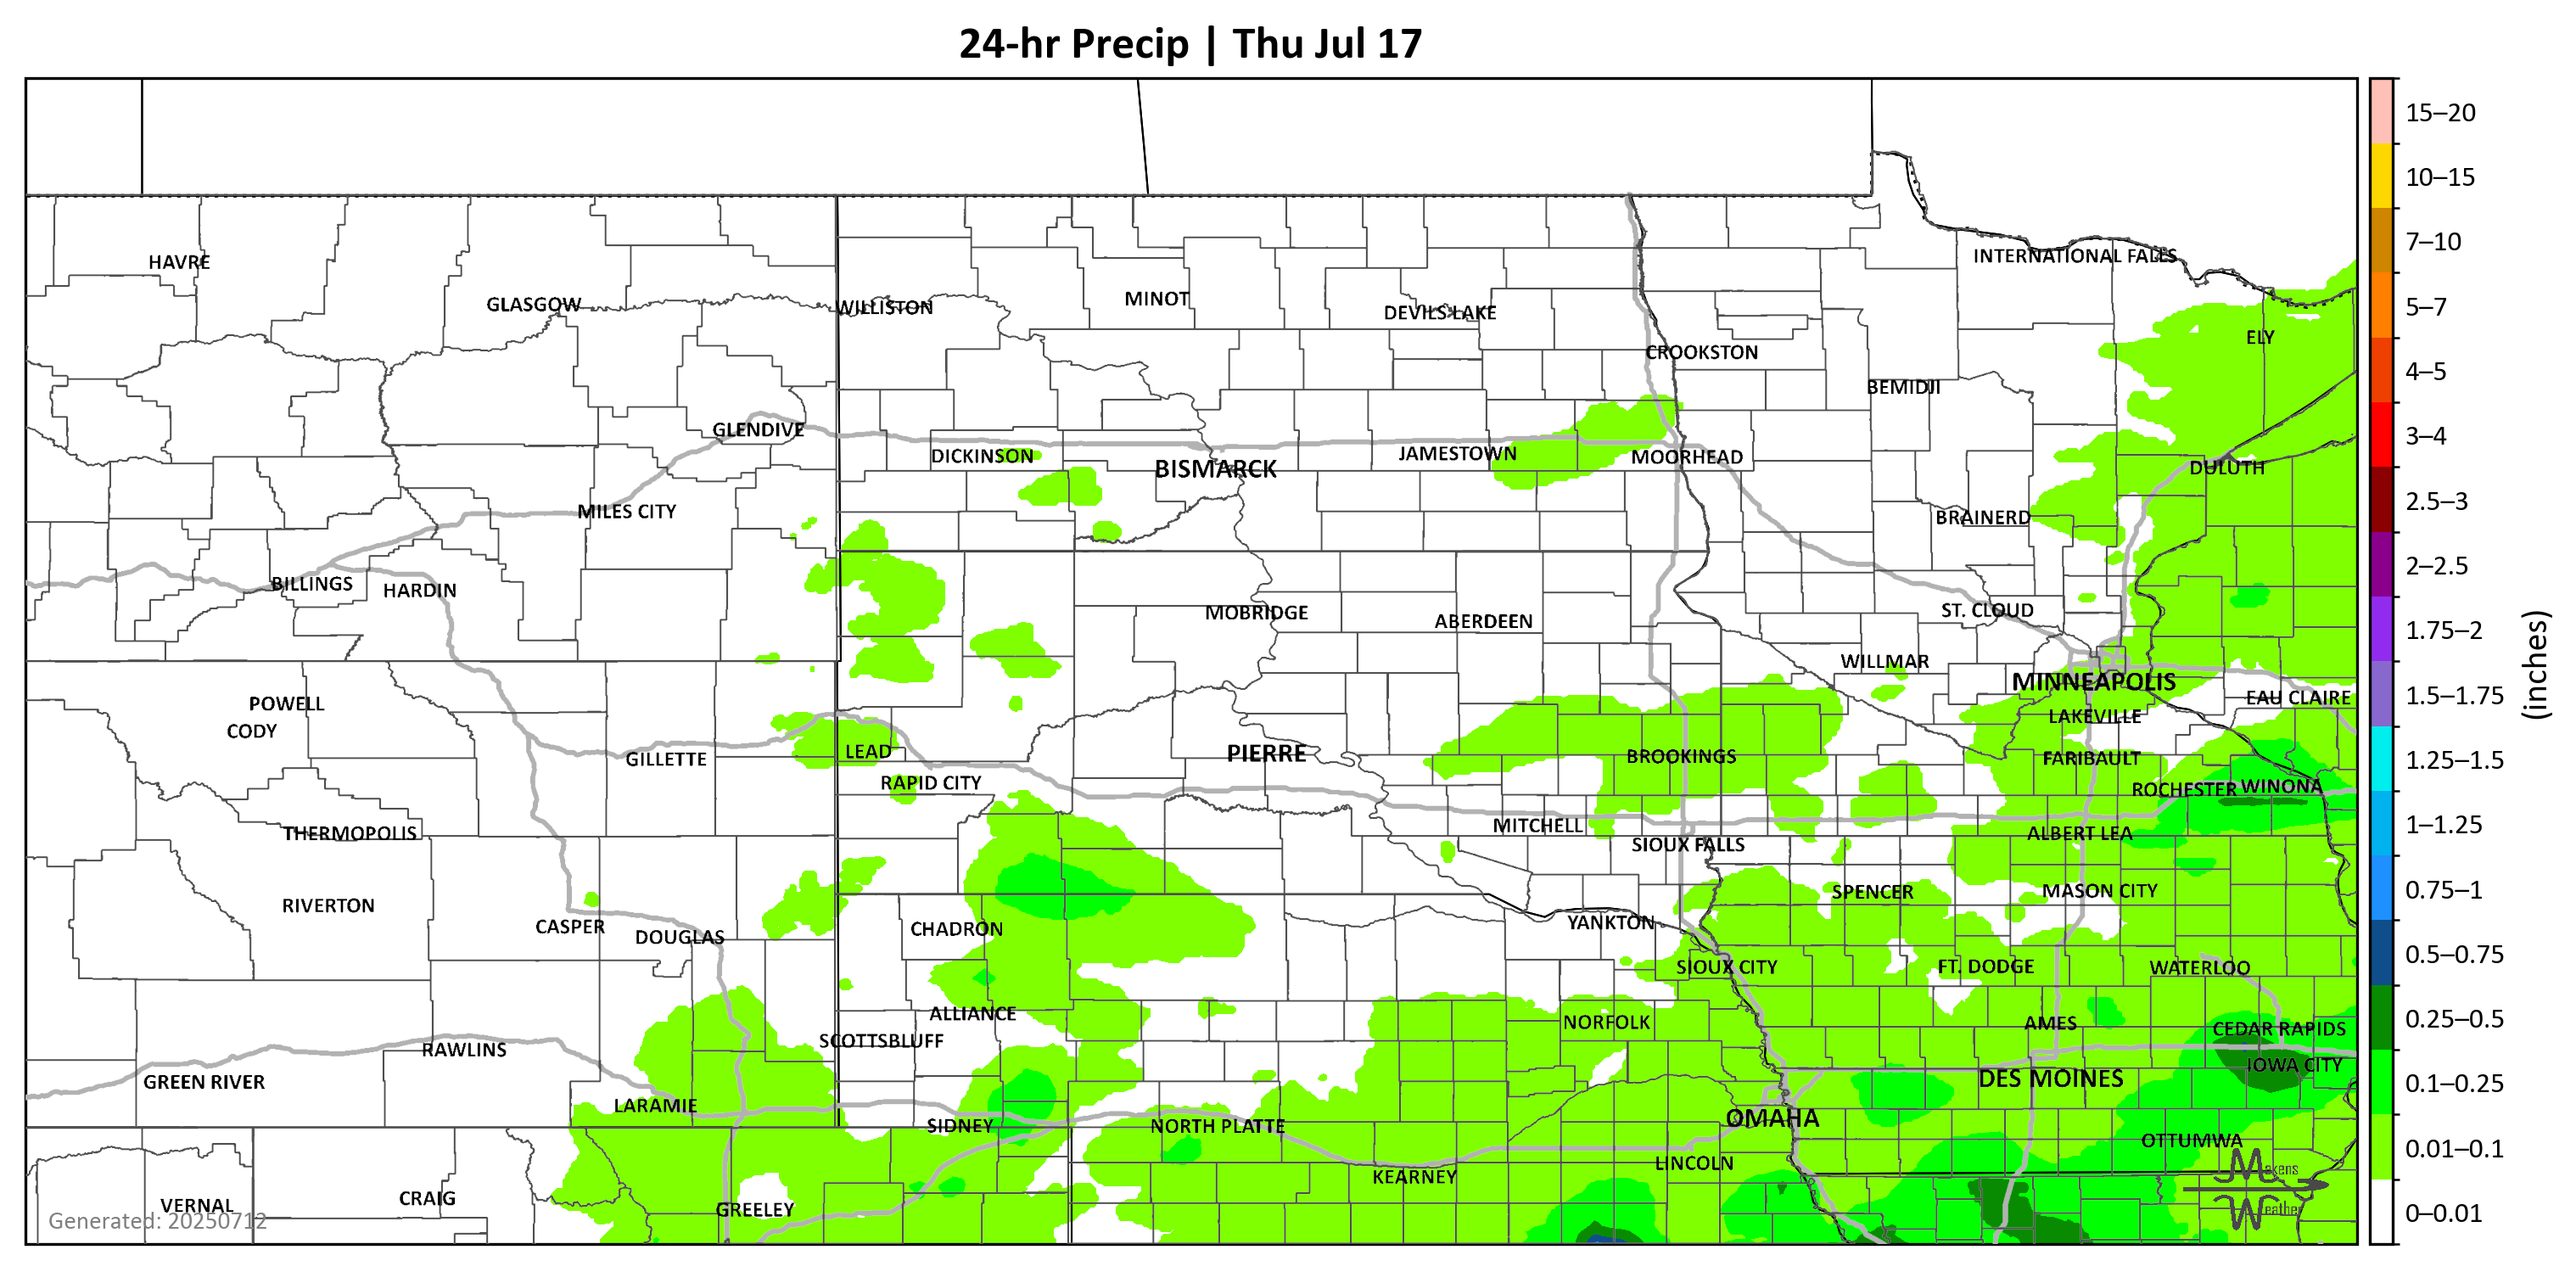 24-hr Precip | Thu Jul 17
15–20
10–15
7–10
5–7
4–5
3–4
2.5–3
2–2.5
1.75–2
1.5–1.75
1.25–1.5
1–1.25
0.75–1
0.5–0.75
0.25–0.5
0.1–0.25
0.01–0.1
0–0.01
(inches)
HAVRE
INTERNATIONAL FALLS
GLASGOW
WILLISTON
MINOT
DEVILS LAKE
ELY
CROOKSTON
BEMIDJI
GLENDIVE
DICKINSON
BISMARCK
JAMESTOWN
MOORHEAD
DULUTH
MILES CITY
BRAINERD
BILLINGS
HARDIN
MOBRIDGE
ABERDEEN
ST. CLOUD
WILLMAR
MINNEAPOLIS
POWELL
EAU CLAIRE
CODY
LAKEVILLE
GILLETTE
LEAD
PIERRE
BROOKINGS
FARIBAULT
RAPID CITY
ROCHESTER
WINONA
THERMOPOLIS
MITCHELL
ALBERT LEA
SIOUX FALLS
RIVERTON
SPENCER
MASON CITY
CASPER
DOUGLAS
CHADRON
YANKTON
SIOUX CITY
FT. DODGE
WATERLOO
ALLIANCE
NORFOLK
AMES
CEDAR RAPIDS
RAWLINS
SCOTTSBLUFF
IOWA CITY
GREEN RIVER
DES MOINES
LARAMIE
SIDNEY
NORTH PLATTE
OMAHA
OTTUMWA
KEARNEY
LINCOLN
VERNAL
CRAIG
GREELEY
Makens
Weather
Generated: 20250712